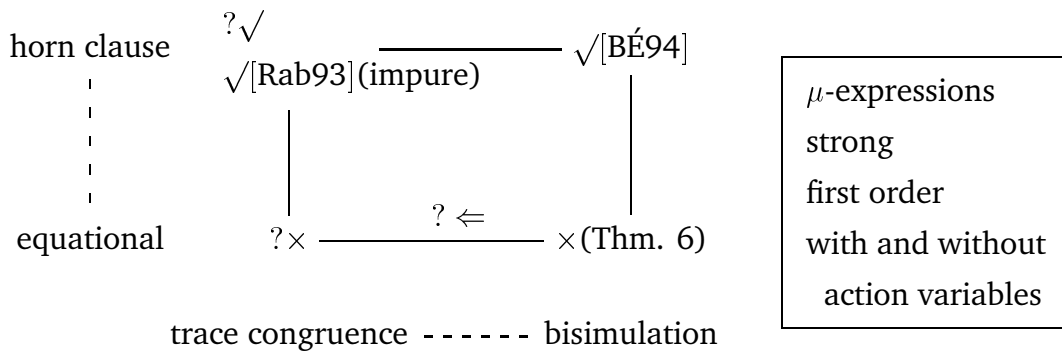 ?√
horn clause
√[BÉ94]
√[Rab93](impure)
? ⇐
equational
?×
×(Thm. 6)
trace congruence
bisimulation
μ-expressions
strong
first order
with and without
action variables